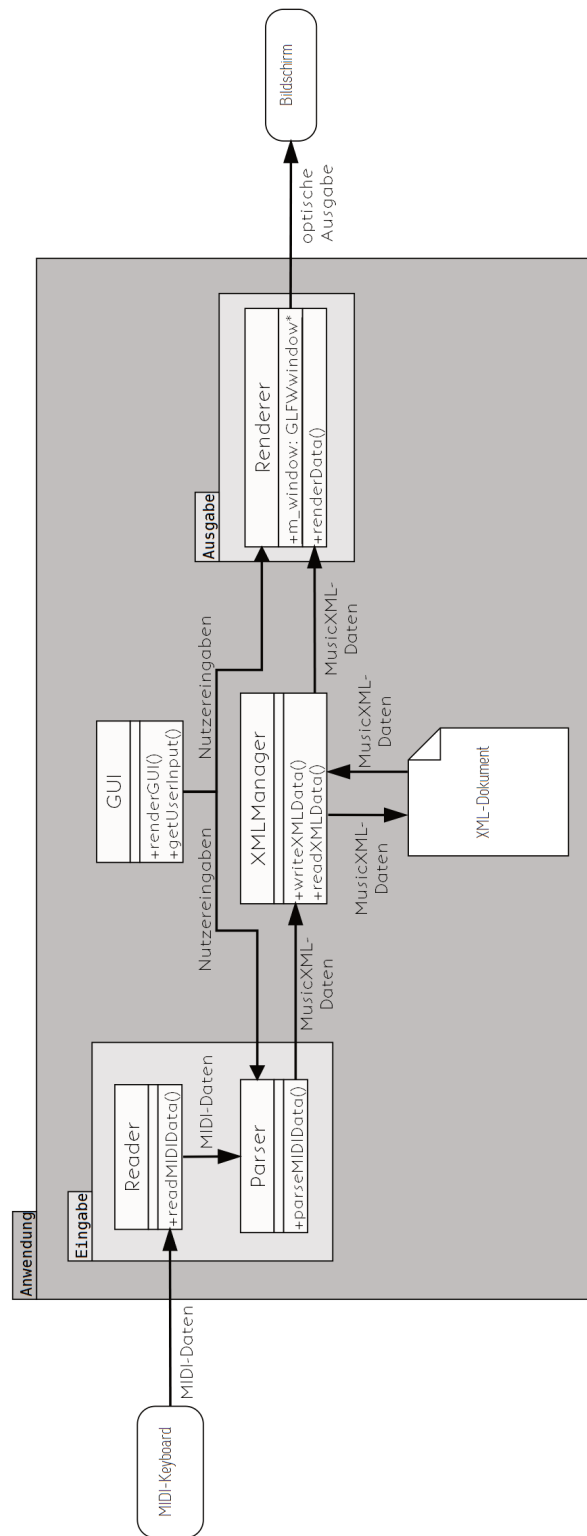 Anwendung
MIDI-Keyboard
MIDI-Daten
Eingabe
Reader
+readMIDIData()
MIDI-Daten
Parser
+parseMIDIData()
MusicXML-
Daten
GUI
+renderGUI()
+getUserInput()
Nutzereingaben
Nutzereingaben
XMLManager
+writeXMLData()
+readXMLData()
MusicXML-
Daten
MusicXML-
Daten
XML-Dokument
MusicXML-
Daten
Ausgabe
Renderer
+m_window: GLFWwindow*
+renderData()
optische
Ausgabe
Bildschirm